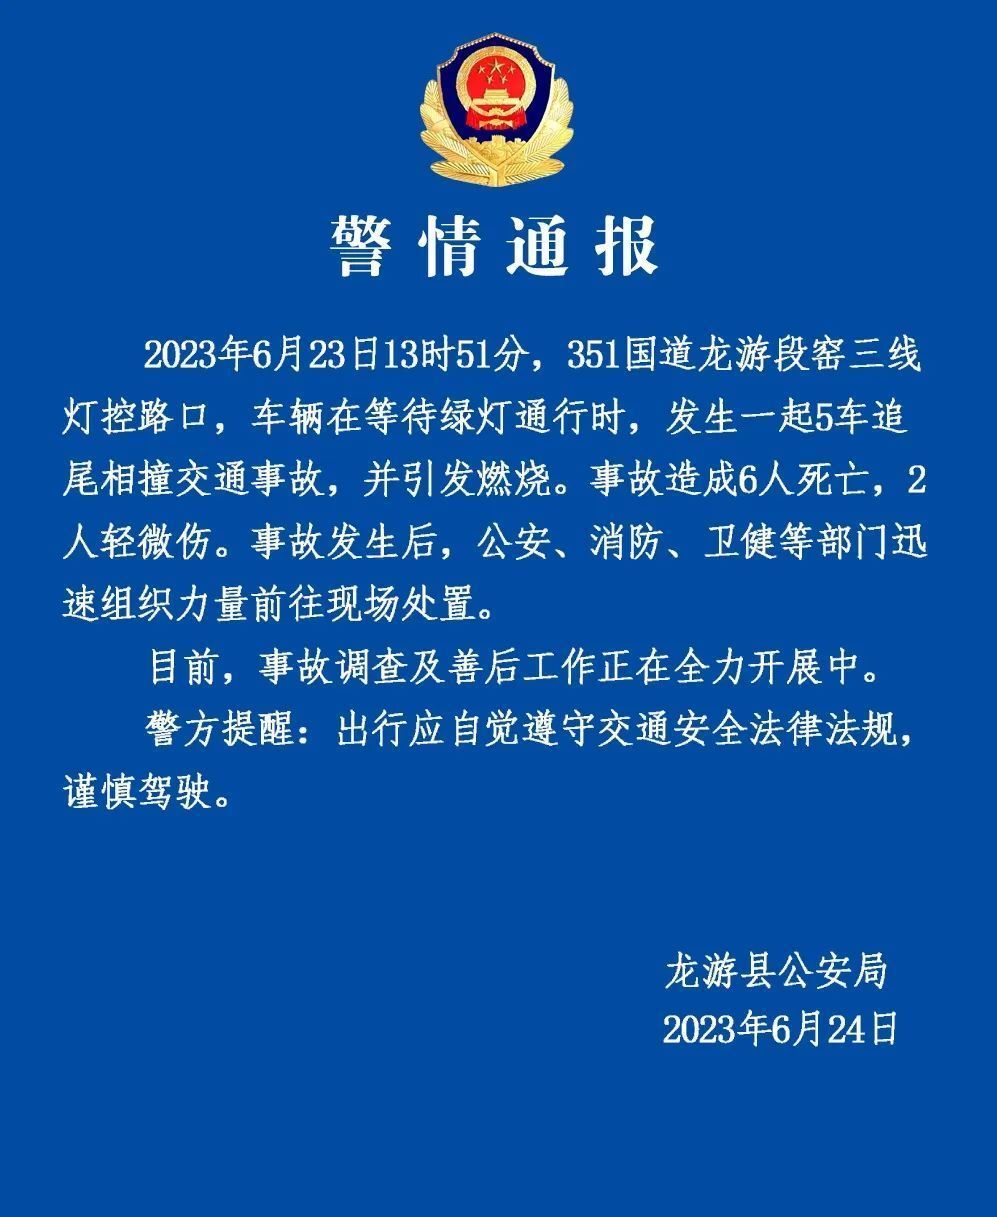 警情通报
2023年6月23日13时51分，351国道龙游段窑三线
灯控路口，车辆在等待绿灯通行时，发生一起5车追
尾相撞交通事故，并引发燃烧。事故造成6人死亡，2
人轻微伤。事故发生后，公安、消防、卫健等部门迅
速组织力量前往现场处置。
目前，事故调查及善后工作正在全力开展中。
警方提醒：出行应自觉遵守交通安全法律法规，
谨慎驾驶。
龙游县公安局
2023年6月24日